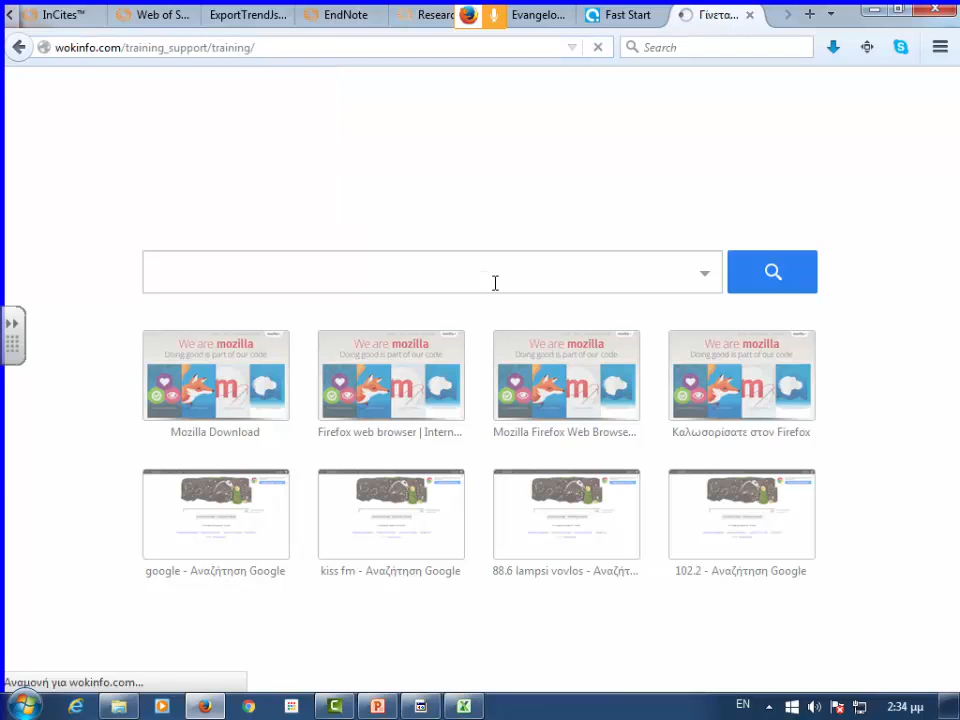 InCites™
Web of S...
ExportTrendJs...
EndNote
Researc
Evangelo...
Fast Start
Γίνετα...
wokinfo.com/training_support/training/
Search
We are mozilla
Doing good is part of our code
We are mozilla
Doing good is part of our code
We are mozilla
Doing good is part of our code
We are mozilla
Doing good is part of our code
Mozilla Download
Firefox web browser | Intern...
Mozilla Firefox Web Browse...
Καλωσορίσατε στον Firefox
google - Αναζήτηση Google
kiss fm - Αναζήτηση Google
88.6 lampsi vovlos - Αναζήτ...
102.2 - Αναζήτηση Google
Αναμονή για wokinfo.com...
EN
2:34 μμ